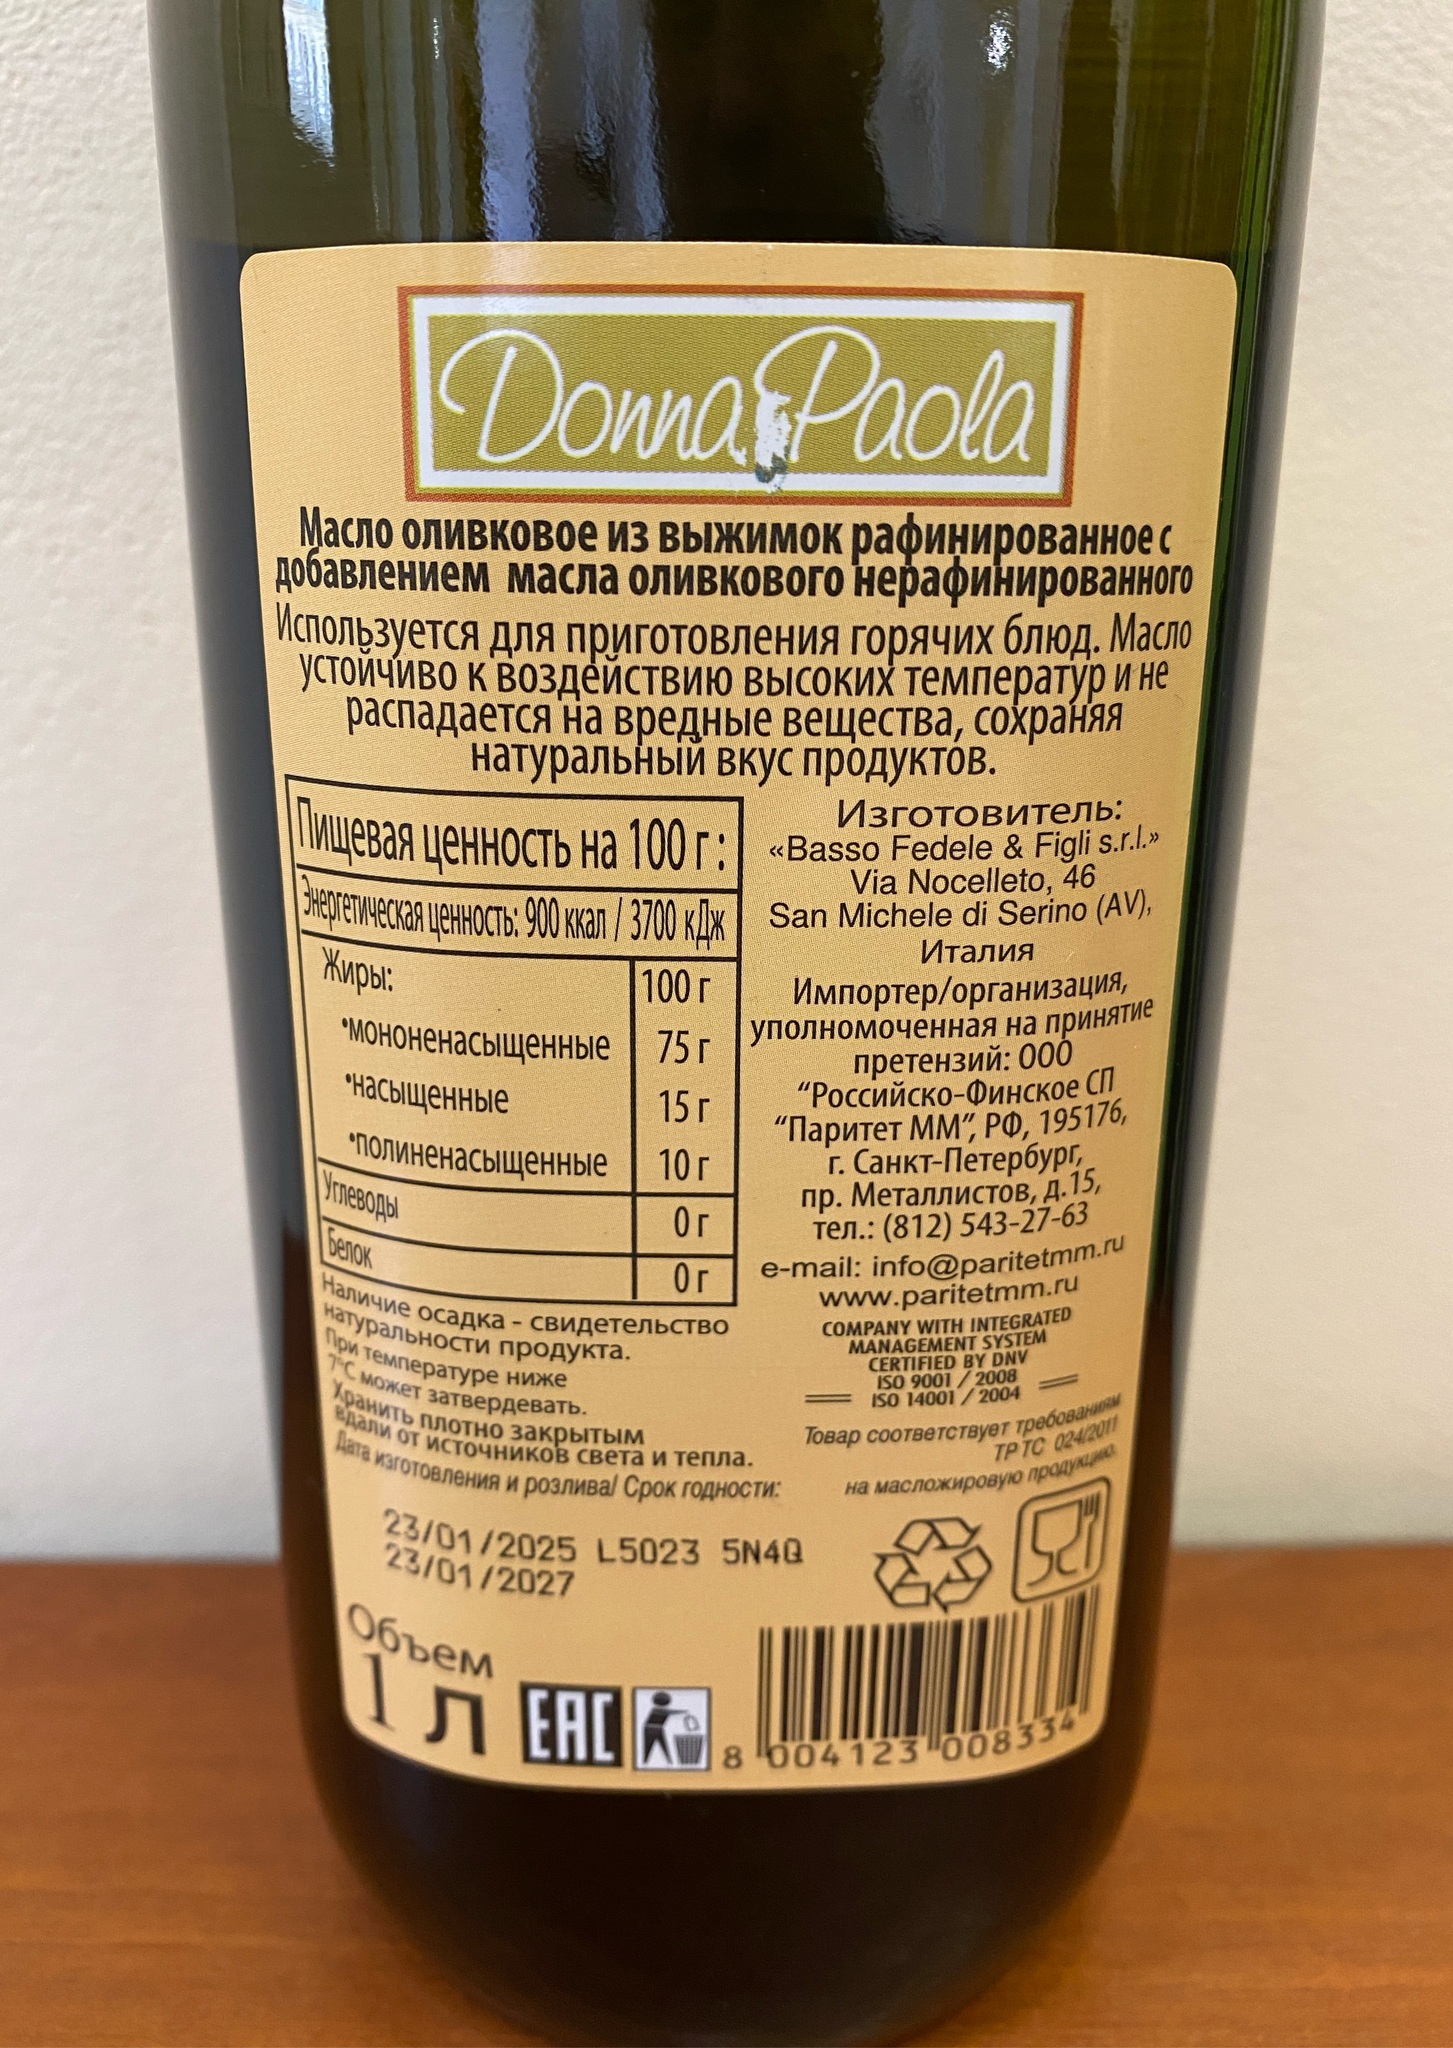 Donna Paola
Масло оливковое из выжимок рафинированное с
добавлением масла оливкового нерафинированного
Используется для приготовления горячих блюд. Масло
устойчиво к воздействию высоких температур и не
распадается на вредные вещества, сохраняя
натуральный вкус продуктов.
Пищевая ценность на 100 г :
Энергетическая ценность: 900 ккал / 3700 кДж
Жиры: 100 г
•мононенасыщенные 75 г
•насыщенные 15 г
•полиненасыщенные 10 г
Углеводы 0 г
Белок 0 г
Наличие осадка - свидетельство
натуральности продукта.
При температуре ниже
7°C может затвердевать.
Хранить плотно закрытым
вдали от источников света и тепла.
Дата изготовления и розлива/ Срок годности:
23/01/2025 L5023 5N4Q
23/01/2027
Объем
1 л
EAC
Изготовитель:
«Basso Fedele & Figli s.r.l.»
Via Nocelleto, 46
San Michele di Serino (AV),
Италия
Импортер/организация,
уполномоченная на принятие
претензий: ООО
“Российско-Финское СП
“Паритет ММ”, РФ, 195176,
г. Санкт-Петербург,
пр. Металлистов, д.15,
тел.: (812) 543-27-63
e-mail: info@paritetmm.ru
www.paritetmm.ru
COMPANY WITH INTEGRATED
MANAGEMENT SYSTEM
CERTIFIED BY DNV
ISO 9001 / 2008
ISO 14001 / 2004
Товар соответствует требованиям
ТР ТС 024/2011
на масложировую продукцию.
8 004123 008334